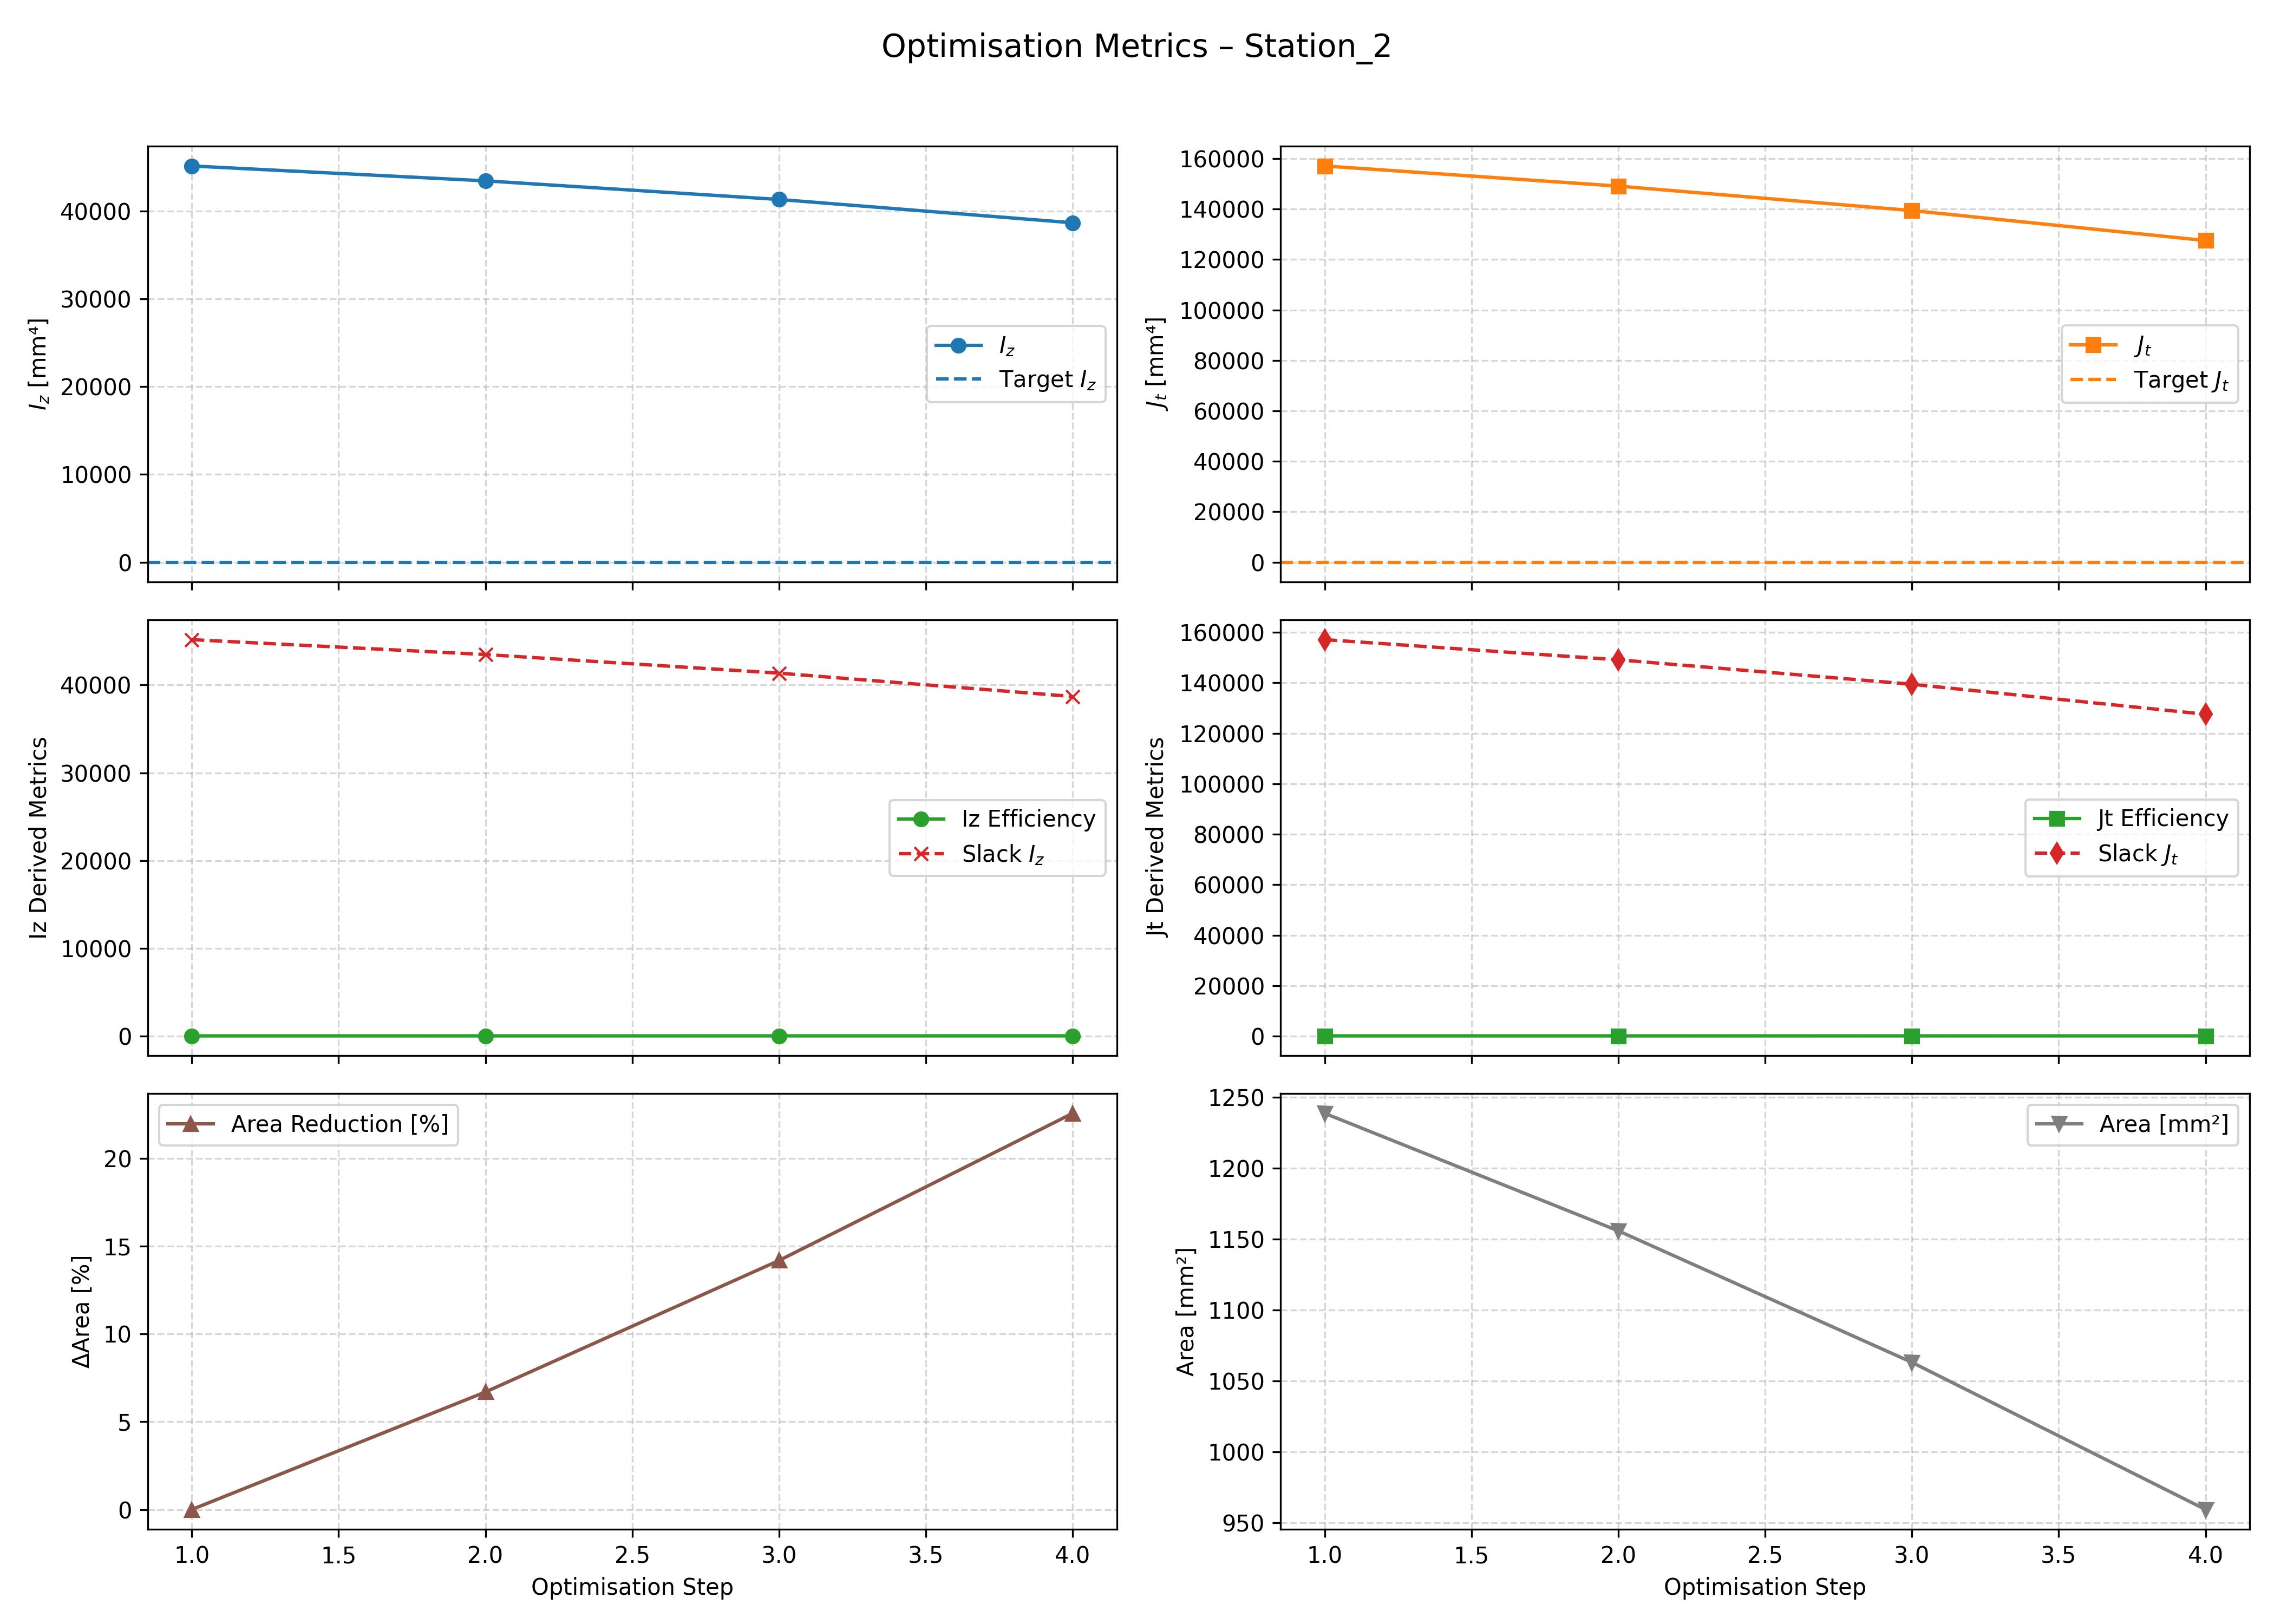 Optimisation Metrics – Station_2
I_z [mm⁴]
40000
30000
20000
10000
0
I_z
Target I_z
J_t [mm⁴]
160000
140000
120000
100000
80000
60000
40000
20000
0
J_t
Target J_t
Iz Derived Metrics
40000
30000
20000
10000
0
Iz Efficiency
Slack I_z
Jt Derived Metrics
160000
140000
120000
100000
80000
60000
40000
20000
0
Jt Efficiency
Slack J_t
ΔArea [%]
20
15
10
5
0
Area Reduction [%]
1.0 1.5 2.0 2.5 3.0 3.5 4.0
Optimisation Step
Area [mm²]
1250
1200
1150
1100
1050
1000
950
Area [mm²]
1.0 1.5 2.0 2.5 3.0 3.5 4.0
Optimisation Step